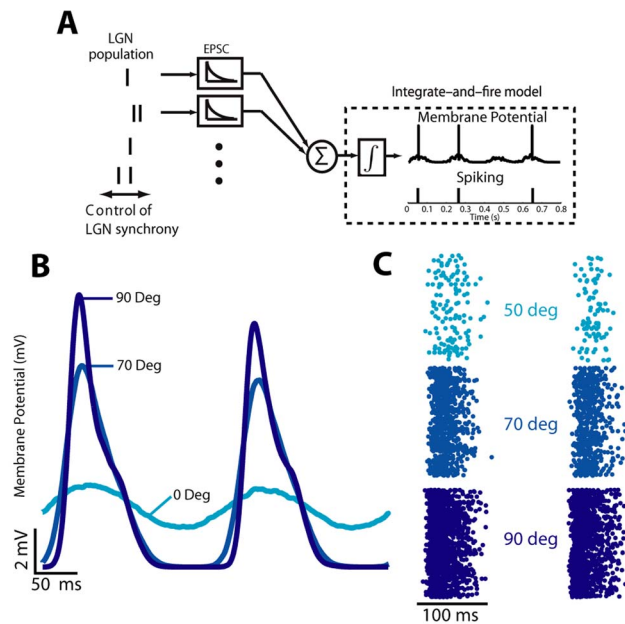 A
LGN
population
EPSC
Integrate–and–fire model
Membrane Potential
Σ
∫
Spiking
0 0.1 0.2 0.3 0.4 0.5 0.6 0.7 0.8
Time (s)
Control of
LGN synchrony
B
C
90 Deg
70 Deg
0 Deg
Membrane Potential (mV)
2 mV
50 ms
50 deg
70 deg
90 deg
100 ms